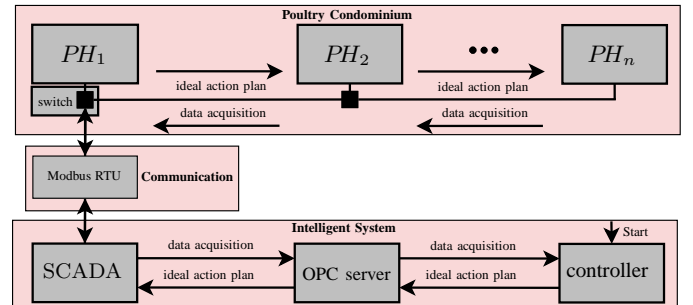 Poultry Condominium
PH1 PH2 ••• PHn
ideal action plan ideal action plan
switch
data acquisition data acquisition
Modbus RTU Communication
Intelligent System
Start
data acquisition data acquisition
SCADA OPC server controller
ideal action plan ideal action plan